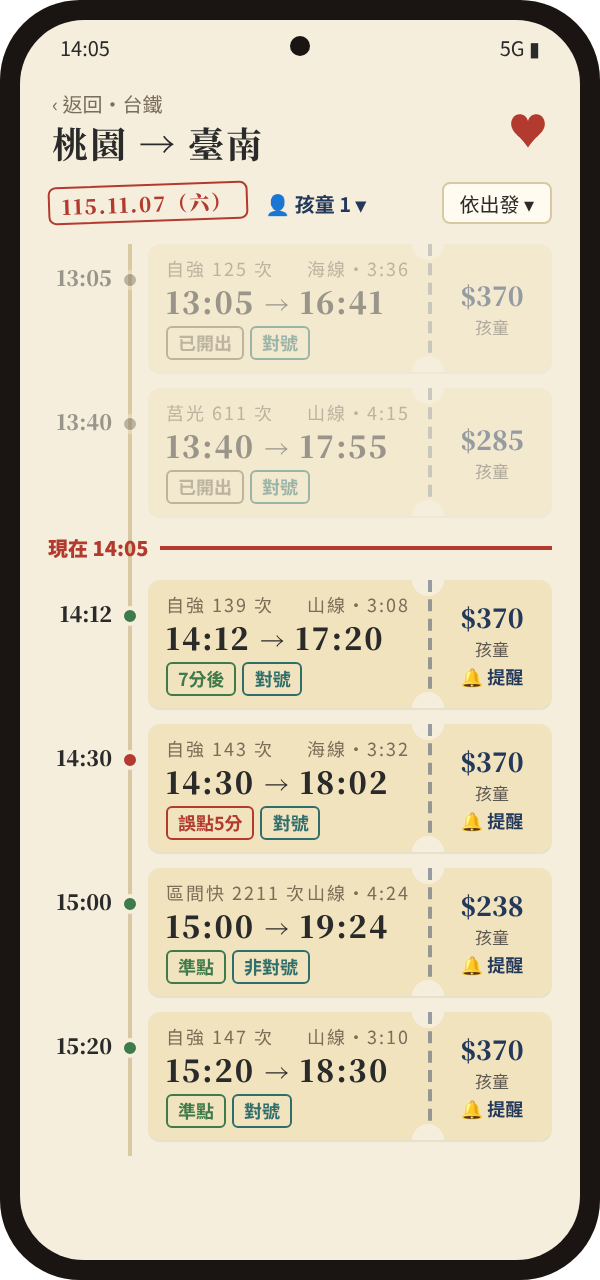 14:05 5G
‹ 返回・台鐵
桃園 → 臺南
115.11.07（六） 孩童 1 ▾ 依出發 ▾
13:05
自強 125 次 海線・3:36
13:05 → 16:41
已開出 對號
$370
孩童
13:40
莒光 611 次 山線・4:15
13:40 → 17:55
已開出 對號
$285
孩童
現在 14:05
14:12
自強 139 次 山線・3:08
14:12 → 17:20
7分後 對號
$370
孩童
🔔 提醒
14:30
自強 143 次 海線・3:32
14:30 → 18:02
誤點5分 對號
$370
孩童
🔔 提醒
15:00
區間快 2211 次 山線・4:24
15:00 → 19:24
準點 非對號
$238
孩童
🔔 提醒
15:20
自強 147 次 山線・3:10
15:20 → 18:30
準點 對號
$370
孩童
🔔 提醒